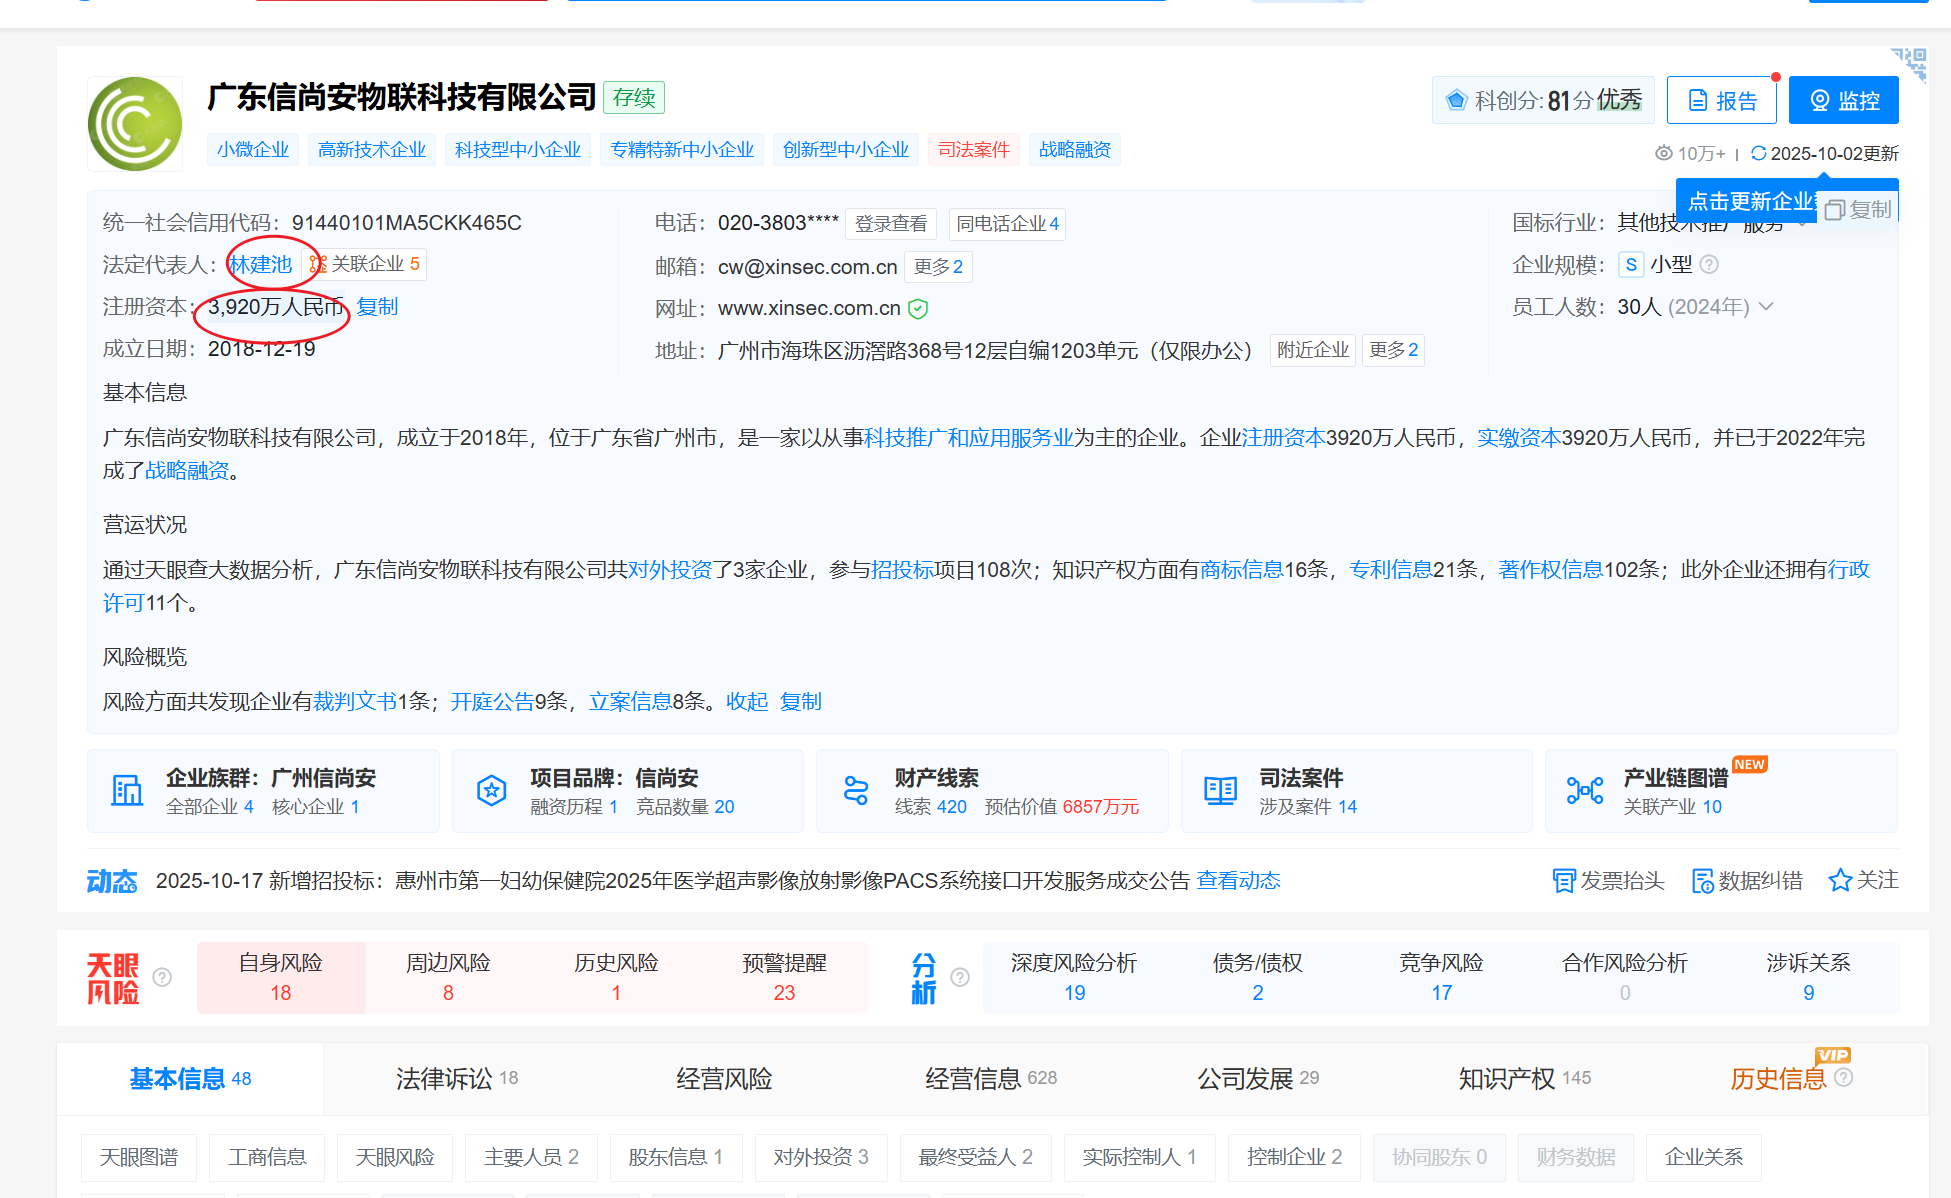 广东信尚安物联科技有限公司 存续
科创分:81分优秀 报告 监控
小微企业 高新技术企业 科技型中小企业 专精特新中小企业 创新型中小企业 司法案件 战略融资
10万+ | 2025-10-02更新
点击更新企业 复制
统一社会信用代码：91440101MA5CKK465C 电话：020-3803**** 登录查看 同电话企业 4 国标行业：其他技术推广服务
法定代表人：林建池 关联企业 5 邮箱：cw@xinsec.com.cn 更多 2 企业规模：S 小型
注册资本：3,920万人民币 复制 网址：www.xinsec.com.cn 员工人数：30人 (2024年)
成立日期：2018-12-19 地址：广州市海珠区沥滘路368号12层自编1203单元（仅限办公） 附近企业 更多 2
基本信息
广东信尚安物联科技有限公司，成立于2018年，位于广东省广州市，是一家以从事科技推广和应用服务业为主的企业。企业注册资本3920万人民币，实缴资本3920万人民币，并已于2022年完
成了战略融资。
营运状况
通过天眼查大数据分析，广东信尚安物联科技有限公司共对外投资了3家企业，参与招投标项目108次；知识产权方面有商标信息16条，专利信息21条，著作权信息102条；此外企业还拥有行政
许可11个。
风险概览
风险方面共发现企业有裁判文书1条；开庭公告9条，立案信息8条。收起 复制
企业族群：广州信尚安 项目品牌：信尚安 财产线索 司法案件 产业链图谱 NEW
全部企业 4 核心企业 1 融资历程 1 竞品数量 20 线索 420 预估价值 6857万元 涉及案件 14 关联产业 10
动态 2025-10-17 新增招投标：惠州市第一妇幼保健院2025年医学超声影像放射影像PACS系统接口开发服务成交公告 查看动态 发票抬头 数据纠错 关注
天眼风险 自身风险 周边风险 历史风险 预警提醒 分析 深度风险分析 债务/债权 竞争风险 合作风险分析 涉诉关系
18 8 1 23 19 2 17 0 9
基本信息 48 法律诉讼 18 经营风险 经营信息 628 公司发展 29 知识产权 145 历史信息 VIP
天眼图谱 工商信息 天眼风险 主要人员 2 股东信息 1 对外投资 3 最终受益人 2 实际控制人 1 控制企业 2 协同股东 0 财务数据 企业关系